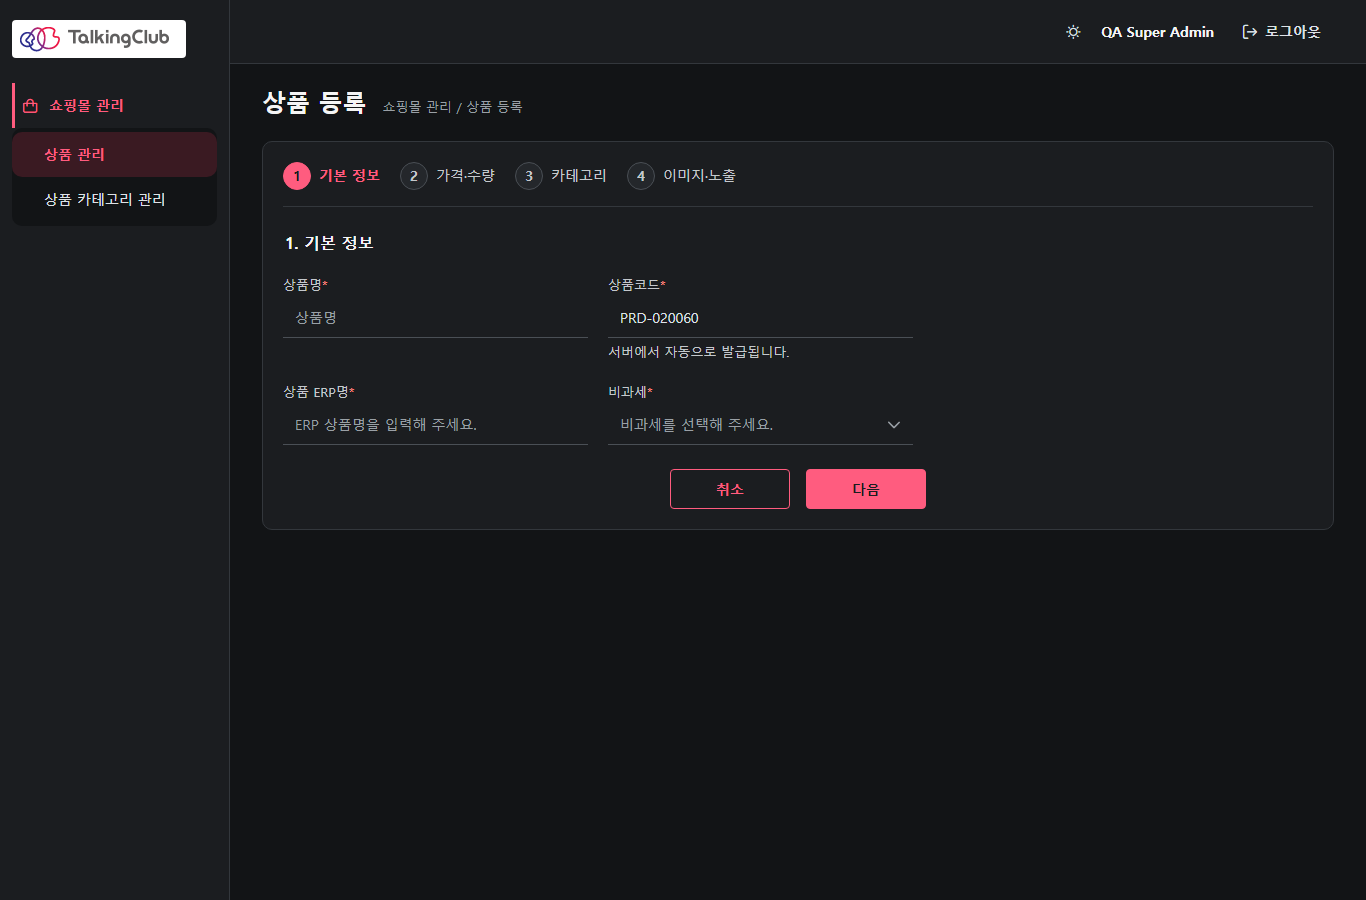 TalkingClub
QA Super Admin
로그아웃
쇼핑몰 관리
상품 관리
상품 카테고리 관리
상품 등록
쇼핑몰 관리 / 상품 등록
1 기본 정보 2 가격·수량 3 카테고리 4 이미지·노출
1. 기본 정보
상품명* 상품코드*
상품명 PRD-020060
서버에서 자동으로 발급됩니다.
상품 ERP명* 비과세*
ERP 상품명을 입력해 주세요. 비과세를 선택해 주세요.
취소 다음